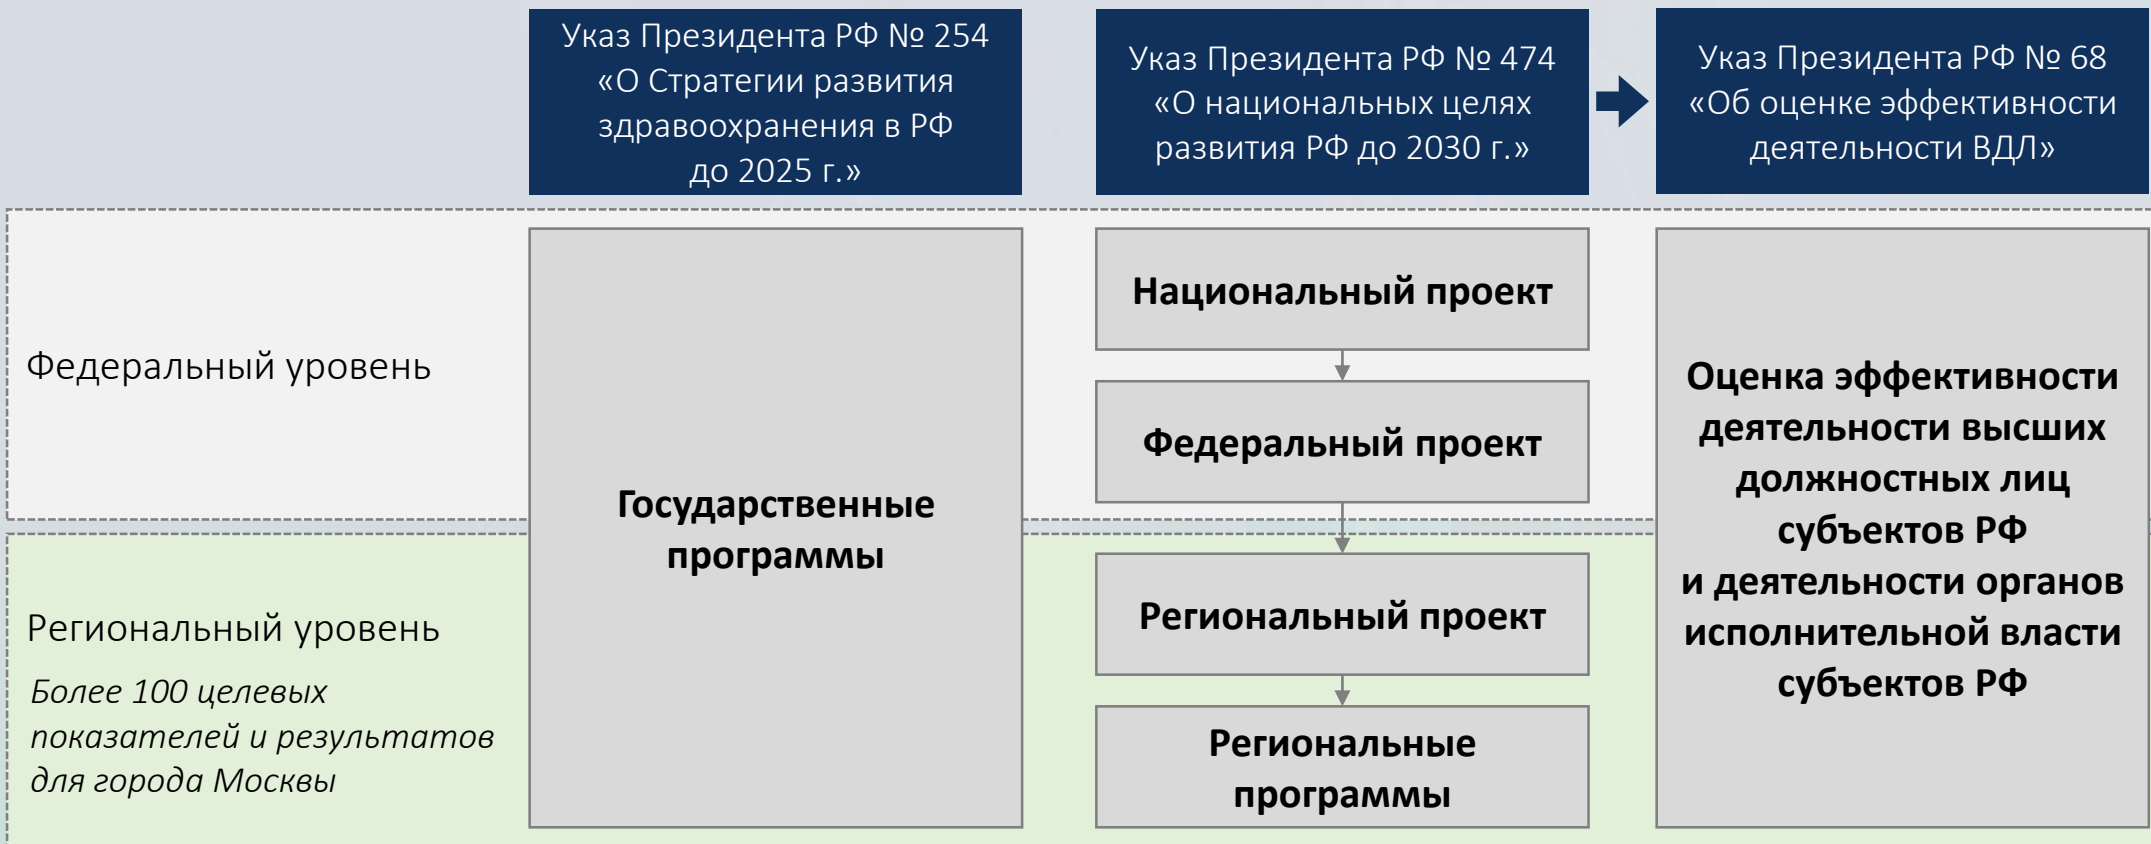 Указ Президента РФ № 254
«О Стратегии развития
здравоохранения в РФ
до 2025 г.»
Указ Президента РФ № 474
«О национальных целях
развития РФ до 2030 г.»
Указ Президента РФ № 68
«Об оценке эффективности
деятельности ВДЛ»
Федеральный уровень
Государственные
программы
Национальный проект
Федеральный проект
Региональный проект
Региональные
программы
Оценка эффективности
деятельности высших
должностных лиц
субъектов РФ
и деятельности органов
исполнительной власти
субъектов РФ
Региональный уровень
Более 100 целевых
показателей и результатов
для города Москвы